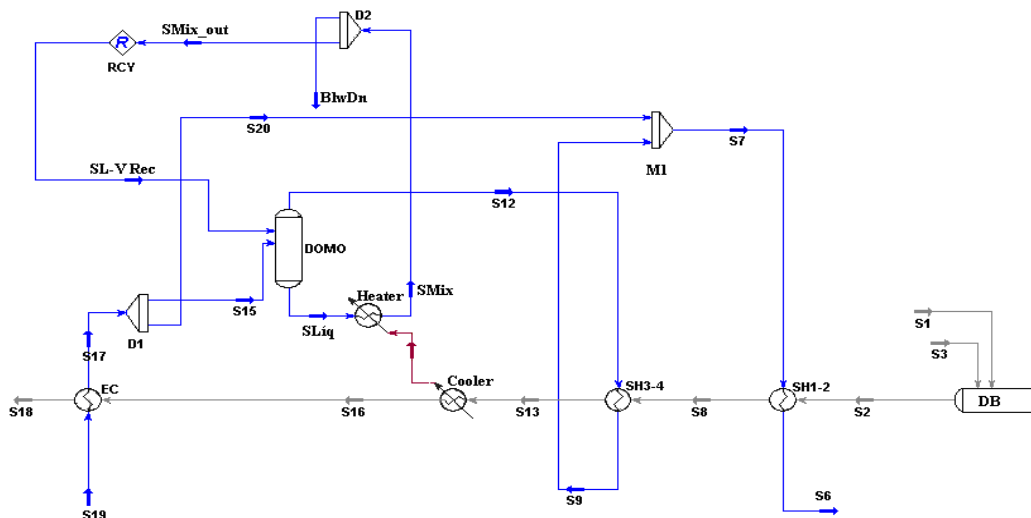 SMix_out
D2
R
RCY
BlwDn
S20
S7
M1
SL-V Rec
S12
DOMO
Heater
SMix
S15
SLiq
D1
S1
S3
S17
EC
Cooler
SH3-4
SH1-2
DB
S18
S16
S13
S8
S2
S9
S6
S19